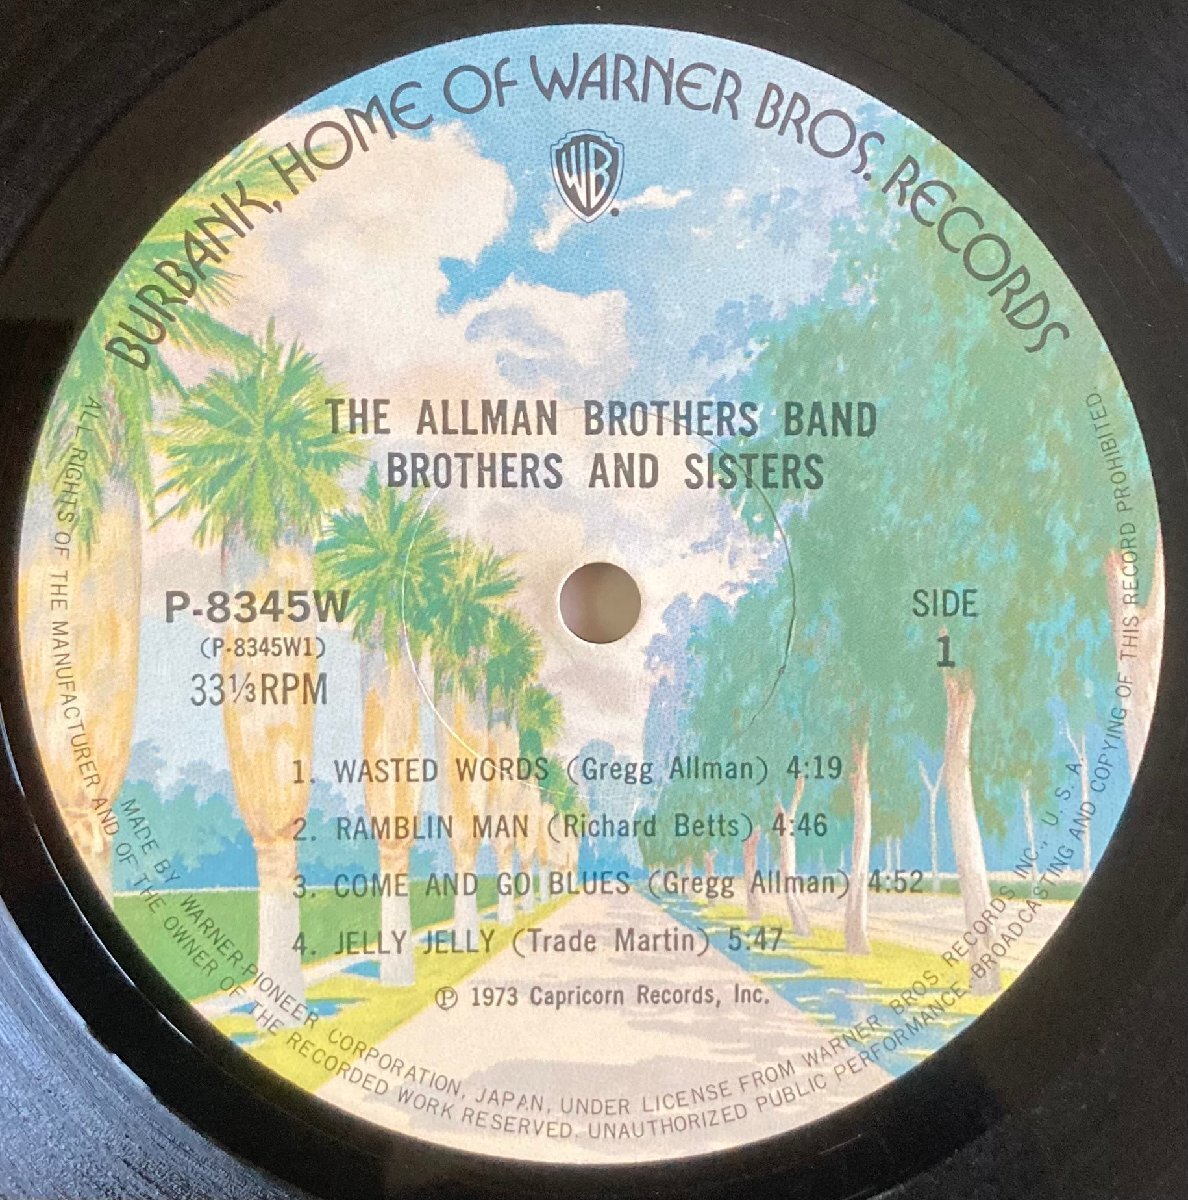 BURBANK, HOME OF WARNER BROS. RECORDS
WB
THE ALLMAN BROTHERS BAND
BROTHERS AND SISTERS
P-8345W
(P-8345W1)
33⅓RPM
SIDE
1
1. WASTED WORDS (Gregg Allman) 4:19
2. RAMBLIN MAN (Richard Betts) 4:46
3. COME AND GO BLUES (Gregg Allman) 4:52
4. JELLY JELLY (Trade Martin) 5:47
℗ 1973 Capricorn Records, Inc.
MADE BY WARNER-PIONEER CORPORATION, JAPAN, UNDER LICENSE FROM WARNER BROS. RECORDS INC., U.S.A.
ALL RIGHTS OF THE MANUFACTURER AND OF THE OWNER OF THE RECORDED WORK RESERVED. UNAUTHORIZED PUBLIC PERFORMANCE, BROADCASTING AND COPYING OF THIS RECORD PROHIBITED